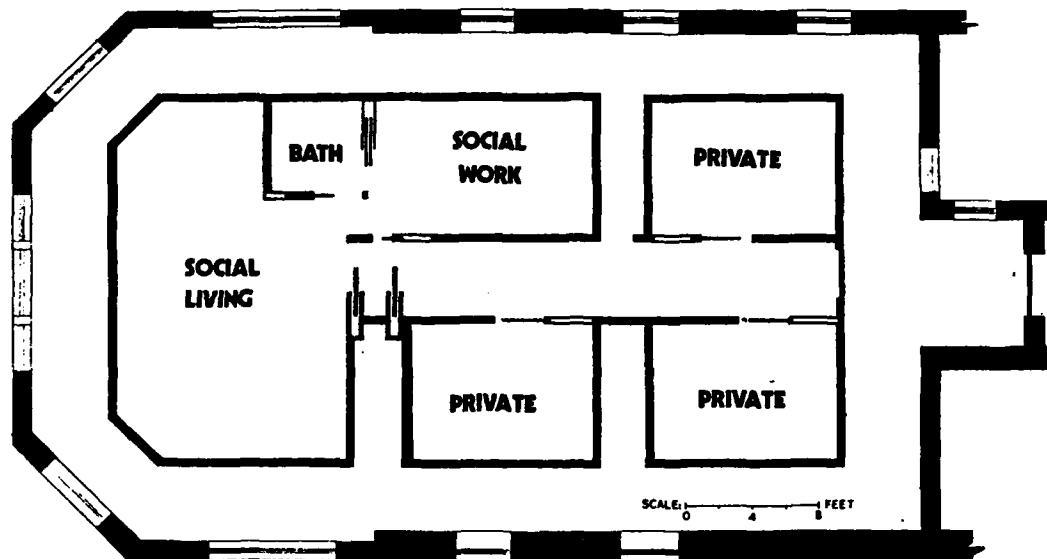 BATH
SOCIAL
WORK
PRIVATE
SOCIAL
LIVING
PRIVATE
PRIVATE
SCALE: FEET
0 4 8